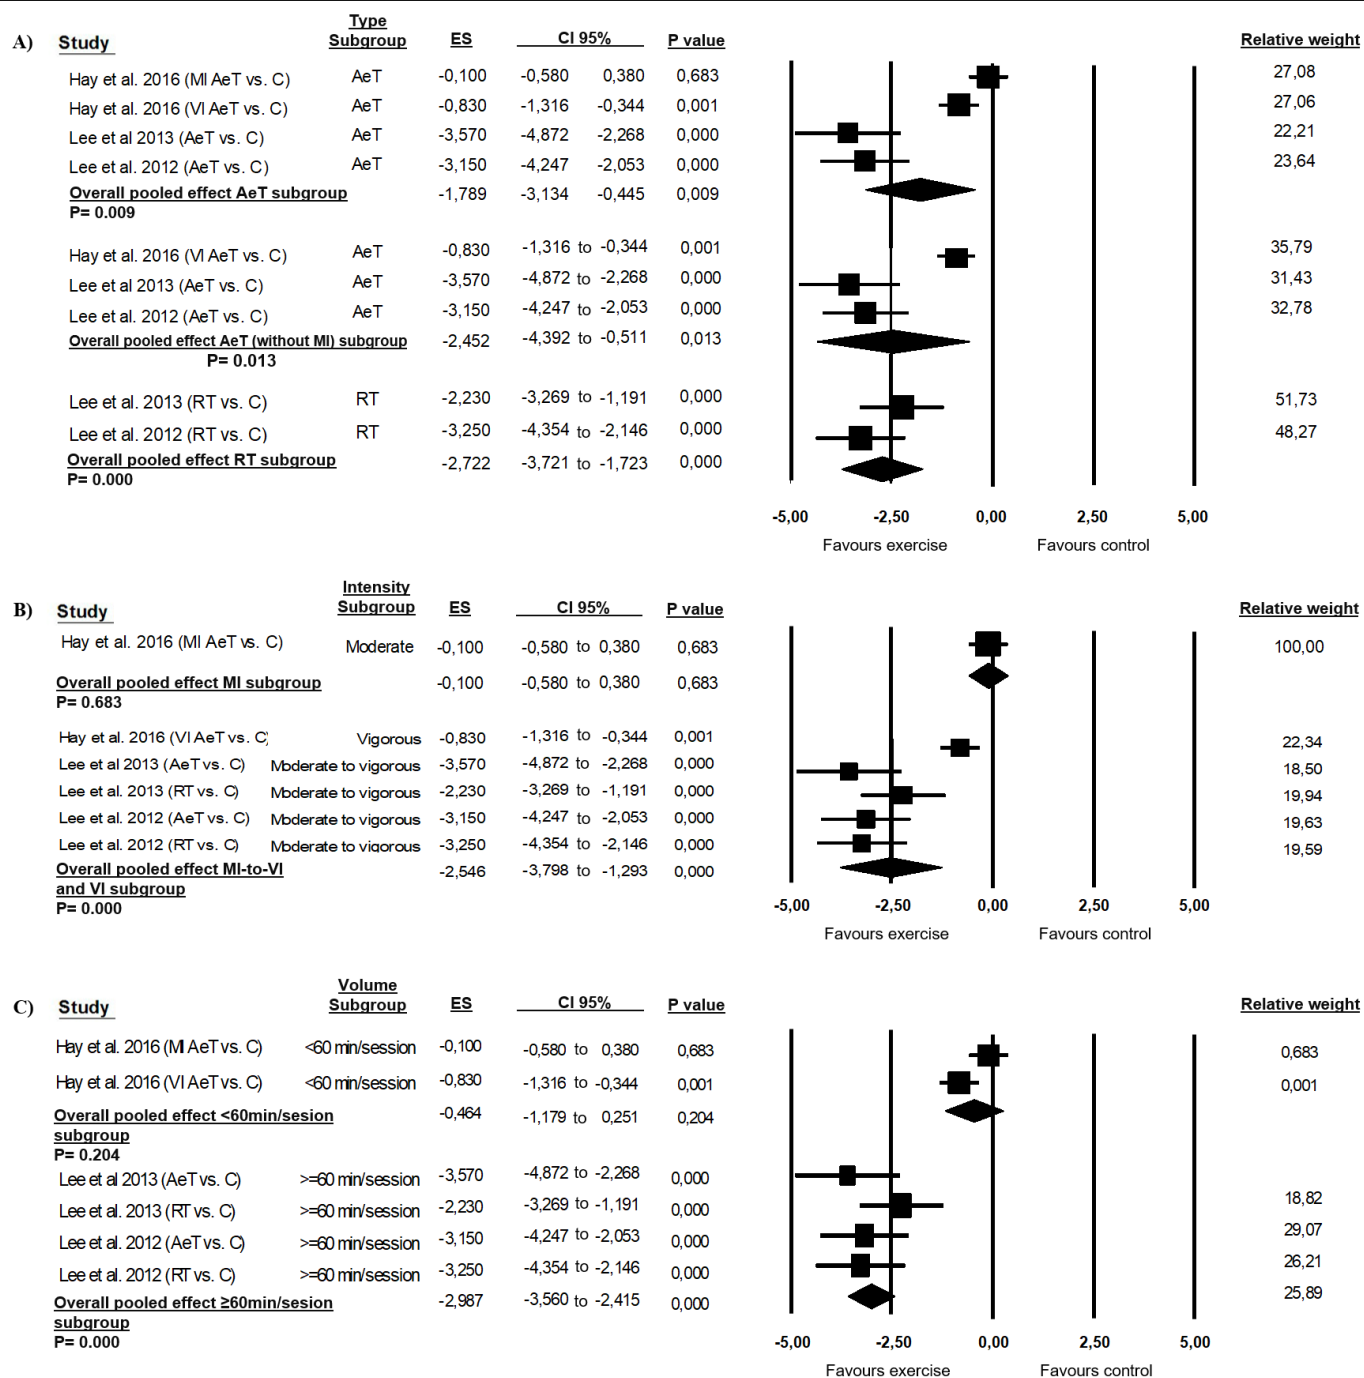 A) Study Type Subgroup ES CI 95% P value Relative weight
Hay et al. 2016 (MI AeT vs. C) AeT -0,100 -0,580 0,380 0,683 27,08
Hay et al. 2016 (VI AeT vs. C) AeT -0,830 -1,316 -0,344 0,001 27,06
Lee et al 2013 (AeT vs. C) AeT -3,570 -4,872 -2,268 0,000 22,21
Lee et al. 2012 (AeT vs. C) AeT -3,150 -4,247 -2,053 0,000 23,64
Overall pooled effect AeT subgroup -1,789 -3,134 -0,445 0,009
P= 0.009
Hay et al. 2016 (VI AeT vs. C) AeT -0,830 -1,316 to -0,344 0,001 35,79
Lee et al. 2013 (AeT vs. C) AeT -3,570 -4,872 to -2,268 0,000 31,43
Lee et al. 2012 (AeT vs. C) AeT -3,150 -4,247 to -2,053 0,000 32,78
Overall pooled effect AeT (without MI) subgroup -2,452 -4,392 to -0,511 0,013
P= 0.013
Lee et al. 2013 (RT vs. C) RT -2,230 -3,269 to -1,191 0,000 51,73
Lee et al. 2012 (RT vs. C) RT -3,250 -4,354 to -2,146 0,000 48,27
Overall pooled effect RT subgroup -2,722 -3,721 to -1,723 0,000
P= 0.000
-5,00 -2,50 0,00 2,50 5,00
Favours exercise Favours control
B) Study Intensity Subgroup ES CI 95% P value Relative weight
Hay et al. 2016 (MI AeT vs. C) Moderate -0,100 -0,580 to 0,380 0,683 100,00
Overall pooled effect MI subgroup -0,100 -0,580 to 0,380 0,683
P= 0.683
Hay et al. 2016 (VI AeT vs. C) Vigorous -0,830 -1,316 to -0,344 0,001 22,34
Lee et al 2013 (AeT vs. C) Moderate to vigorous -3,570 -4,872 to -2,268 0,000 18,50
Lee et al. 2013 (RT vs. C) Moderate to vigorous -2,230 -3,269 to -1,191 0,000 19,94
Lee et al. 2012 (AeT vs. C) Moderate to vigorous -3,150 -4,247 to -2,053 0,000 19,63
Lee et al. 2012 (RT vs. C) Moderate to vigorous -3,250 -4,354 to -2,146 0,000 19,59
Overall pooled effect MI-to-VI -2,546 -3,798 to -1,293 0,000
and VI subgroup
P= 0.000
-5,00 -2,50 0,00 2,50 5,00
Favours exercise Favours control
C) Study Volume Subgroup ES CI 95% P value Relative weight
Hay et al. 2016 (MI AeT vs. C) <60 min/session -0,100 -0,580 to 0,380 0,683 0,683
Hay et al. 2016 (VI AeT vs. C) <60 min/session -0,830 -1,316 to -0,344 0,001 0,001
Overall pooled effect <60min/sesion -0,464 -1,179 to 0,251 0,204
subgroup
P= 0.204
Lee et al 2013 (AeT vs. C) >=60 min/session -3,570 -4,872 to -2,268 0,000 18,82
Lee et al. 2013 (RT vs. C) >=60 min/session -2,230 -3,269 to -1,191 0,000 29,07
Lee et al. 2012 (AeT vs. C) >=60 min/session -3,150 -4,247 to -2,053 0,000 26,21
Lee et al. 2012 (RT vs. C) >=60 min/session -3,250 -4,354 to -2,146 0,000 25,89
Overall pooled effect ≥60min/sesion -2,987 -3,560 to -2,415 0,000
subgroup
P= 0.000
-5,00 -2,50 0,00 2,50 5,00
Favours exercise Favours control